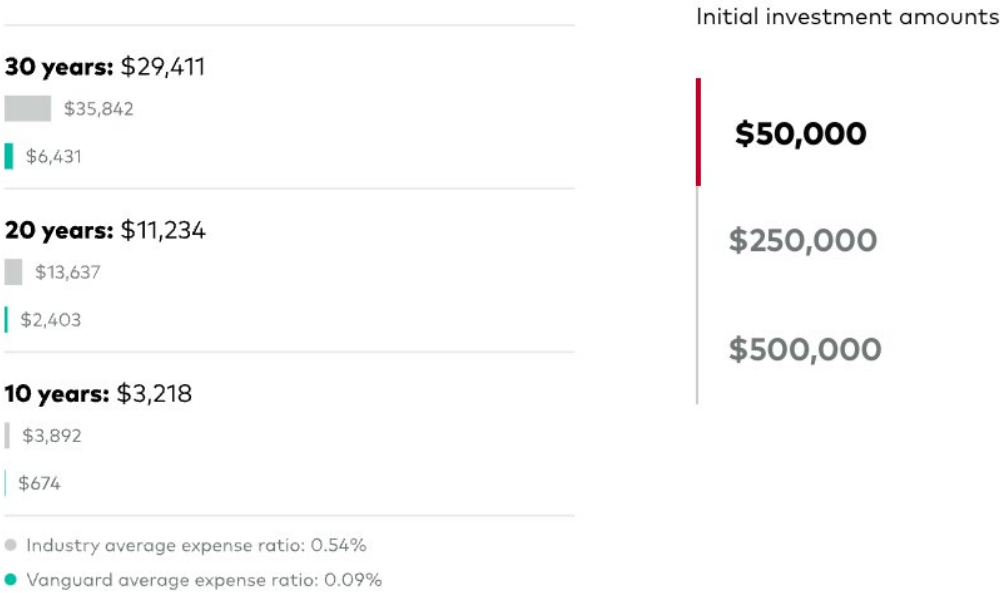 Initial investment amounts
30 years: $29,411
$35,842
$6,431
20 years: $11,234
$13,637
$2,403
10 years: $3,218
$3,892
$674
Industry average expense ratio: 0.54%
Vanguard average expense ratio: 0.09%
$50,000
$250,000
$500,000